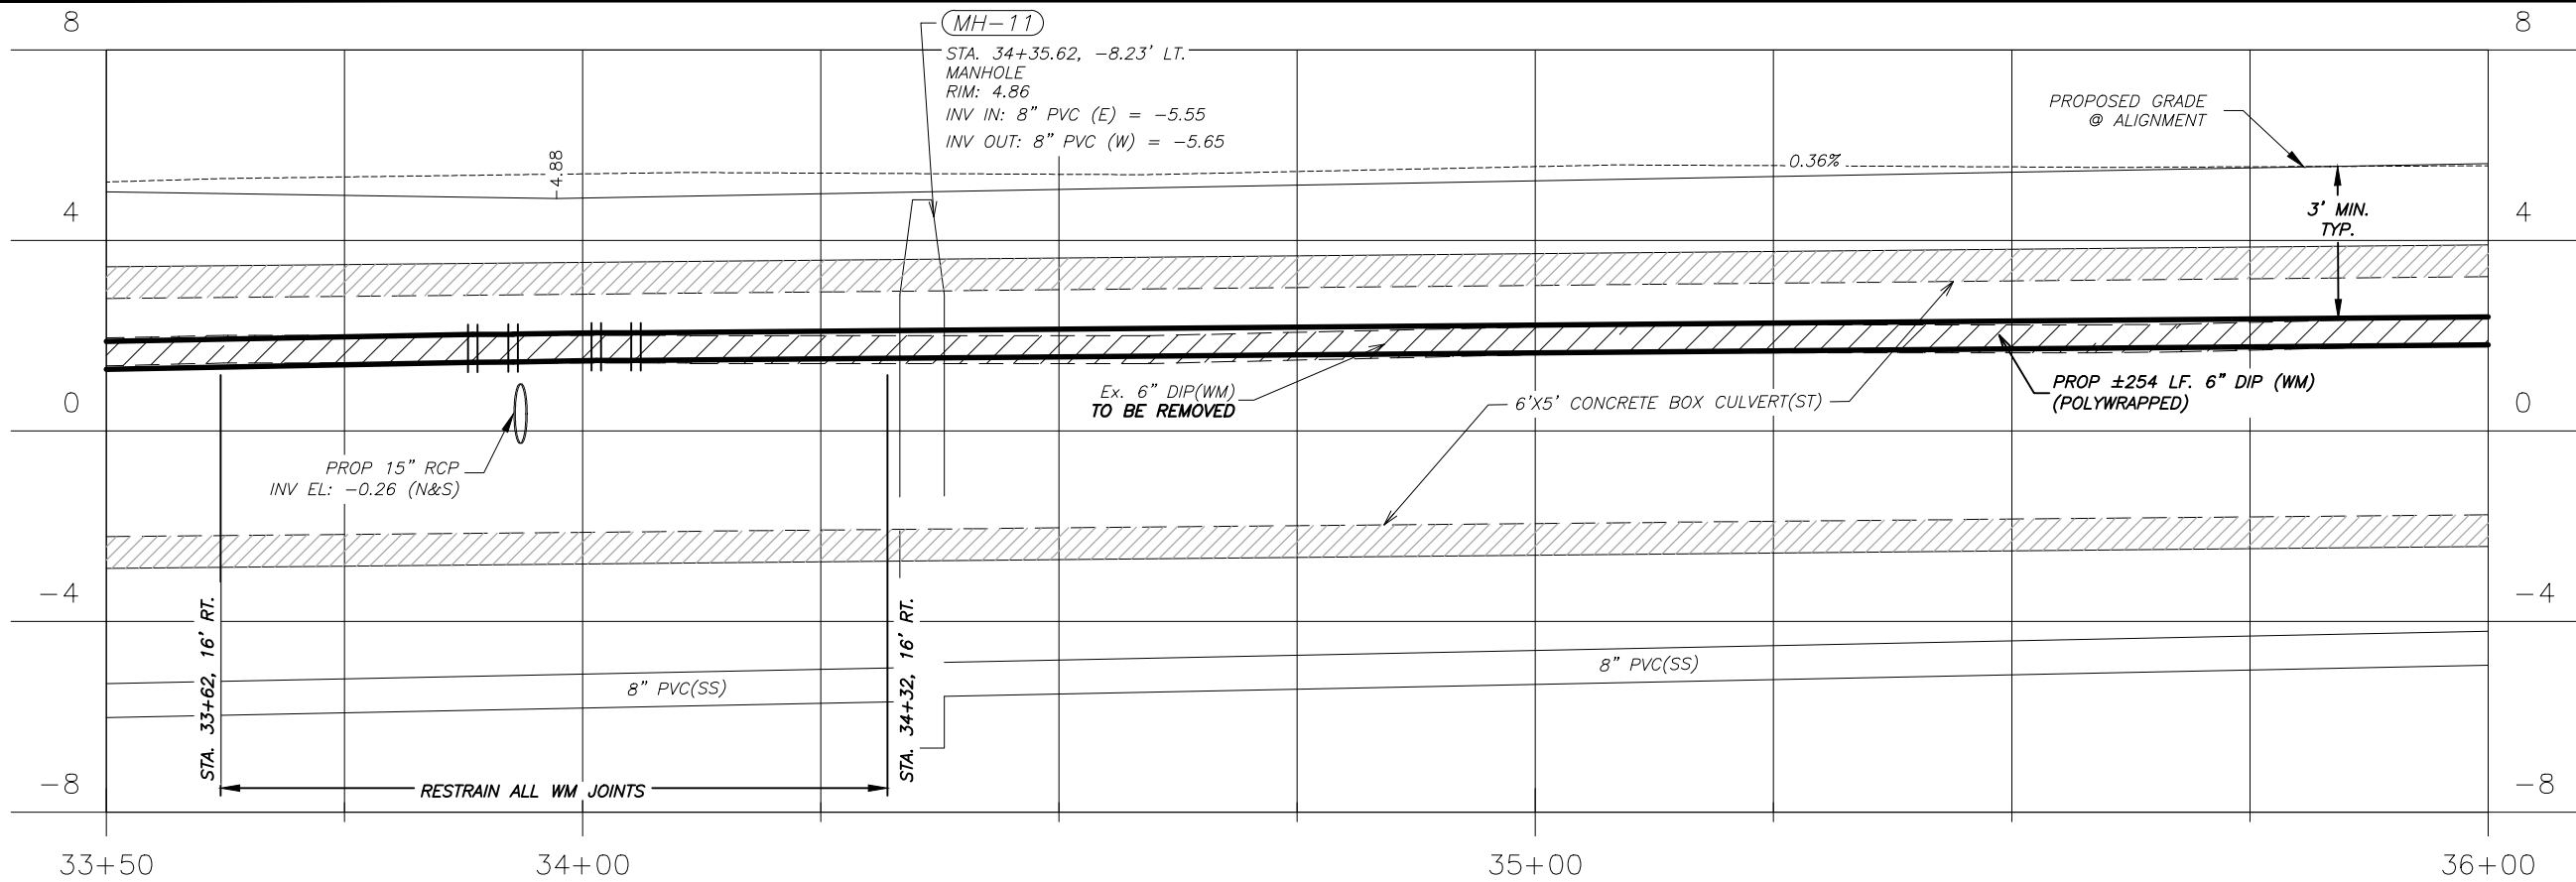 8
8
MH-11
STA. 34+35.62, -8.23' LT.
MANHOLE
RIM: 4.86
INV IN: 8" PVC (E) = -5.55
INV OUT: 8" PVC (W) = -5.65
PROPOSED GRADE
@ ALIGNMENT
4.88
0.36%
4
4
3' MIN.
TYP.
Ex. 6" DIP(WM)
TO BE REMOVED
6'X5' CONCRETE BOX CULVERT(ST)
PROP ±254 LF. 6" DIP (WM)
(POLYWRAPPED)
0
0
PROP 15" RCP
INV EL: -0.26 (N&S)
-4
-4
STA. 33+62, 16' RT.
STA. 34+32, 16' RT.
8" PVC(SS)
8" PVC(SS)
RESTRAIN ALL WM JOINTS
-8
-8
33+50
34+00
35+00
36+00